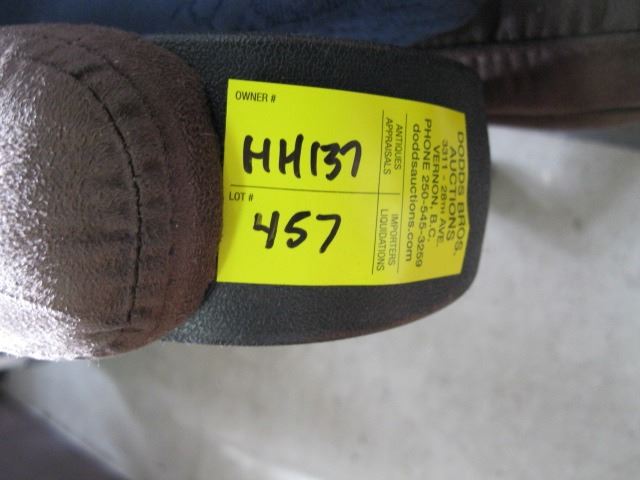 OWNER #
HH137
LOT #
457
ANTIQUES
APPRAISALS
IMPORTERS
LIQUIDATIONS
DODDS BROS.
AUCTIONS
3311 - 28TH AVE.
VERNON, B.C.
PHONE 250-545-3259
doddsauctions.com